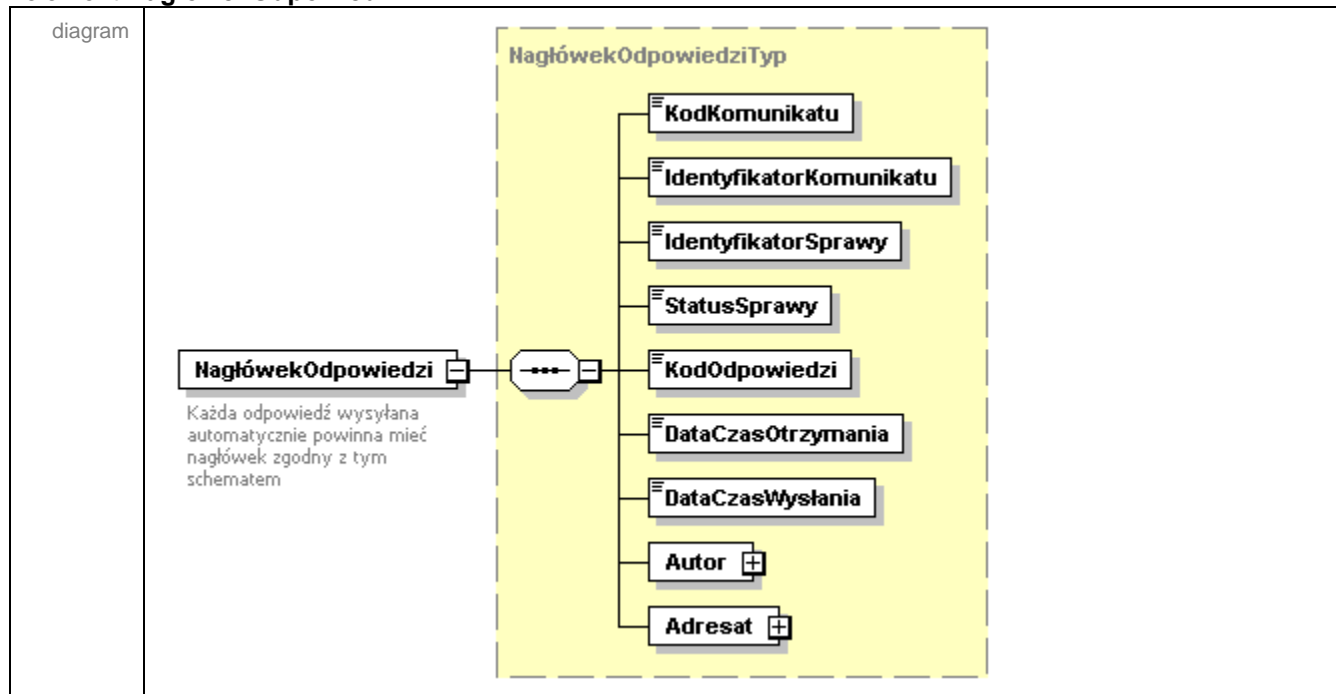 diagram
NagłówekOdpowiedziTyp
KodKomunikatu
IdentyfikatorKomunikatu
IdentyfikatorSprawy
StatusSprawy
NagłówekOdpowiedzi
KodOdpowiedzi
Każda odpowiedź wysyłana
automatycznie powinna mieć
nagłówek zgodny z tym
schematem
DataCzasOtrzymania
DataCzasWysłania
Autor
Adresat